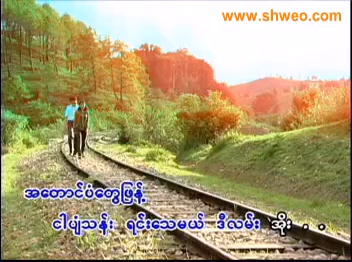 www.shweo.com
အတောင်ပံတွေဖြန့်
ငါပျံသန်း ရင်းသေမယ် ဒီလမ်း အိုး . .